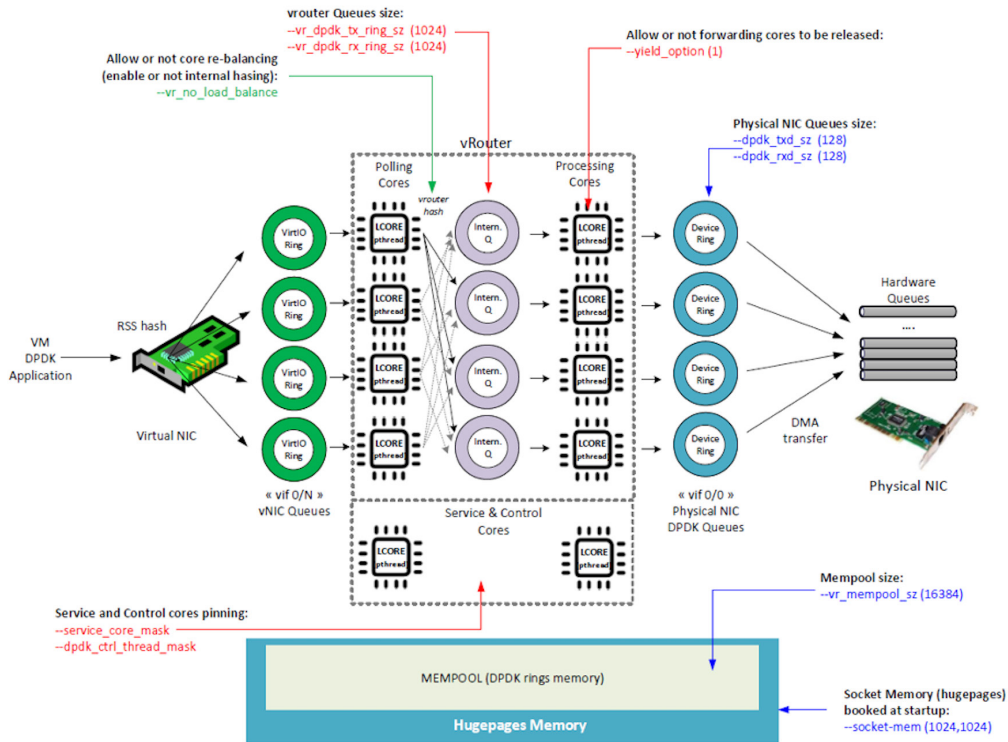 vrouter Queues size:
--vr_dpdk_tx_ring_sz (1024)
--vr_dpdk_rx_ring_sz (1024)
Allow or not forwarding cores to be released:
--yield_option (1)
Allow or not core re-balancing
(enable or not internal hasing):
--vr_no_load_balance
Physical NIC Queues size:
--dpdk_txd_sz (128)
--dpdk_rxd_sz (128)
vRouter
Polling
Cores
vrouter
hash
Processing
Cores
VirtIO
Ring
LCORE
pthread
Intern.
Q
LCORE
pthread
Device
Ring
VirtIO
Ring
LCORE
pthread
Intern.
Q
LCORE
pthread
Device
Ring
Hardware
Queues
....
RSS hash
VM
DPDK
Application
VirtIO
Ring
LCORE
pthread
Intern.
Q
LCORE
pthread
Device
Ring
Virtual NIC
VirtIO
Ring
LCORE
pthread
Intern.
Q
LCORE
pthread
Device
Ring
DMA
transfer
Physical NIC
« vif 0/N »
vNIC Queues
« vif 0/0 »
Physical NIC
DPDK Queues
Service & Control
Cores
LCORE
pthread
LCORE
pthread
Service and Control cores pinning:
--service_core_mask
--dpdk_ctrl_thread_mask
Mempool size:
--vr_mempool_sz (16384)
MEMPOOL (DPDK rings memory)
Hugepages Memory
Socket Memory (hugepages)
booked at startup:
--socket-mem (1024,1024)